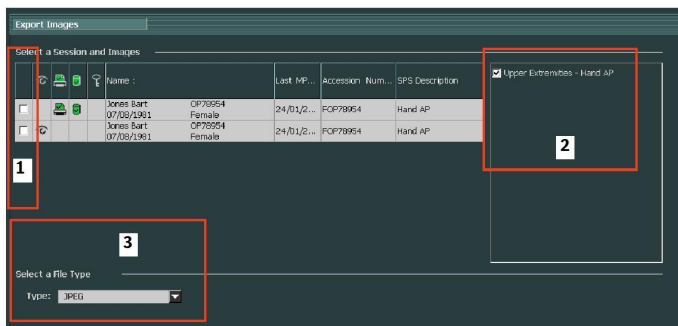 Export Images
Select a Session and Images
Name : Last MP... Accession Num... SPS Description
Upper Extremities - Hand AP
Jones Bart OP78954 24/01/2... FOP78954 Hand AP
07/08/1981 Female
Jones Bart OP78954 24/01/2... FOP78954 Hand AP
07/08/1981 Female
2
1
3
Select a File Type
Type: JPEG